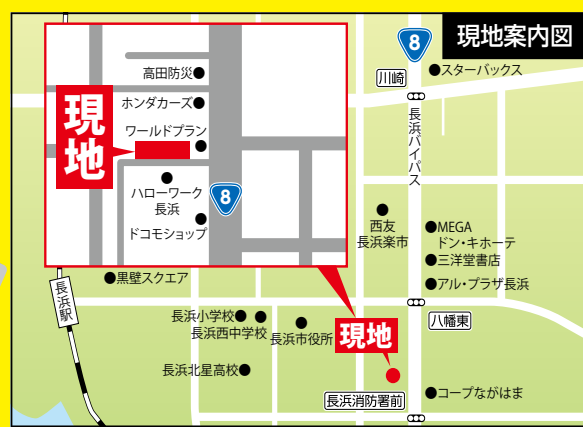 現地案内図
8
川崎
スターバックス
長浜バイパス
高田防災
ホンダカーズ
ワールドプラン
現地
ハローワーク
長浜
8
ドコモショップ
西友
長浜楽市
MEGA
ドン・キホーテ
三洋堂書店
アル・プラザ長浜
黒壁スクエア
長浜駅
八幡東
長浜小学校
長浜西中学校
長浜市役所
現地
長浜北星高校
長浜消防署前
コープながはま